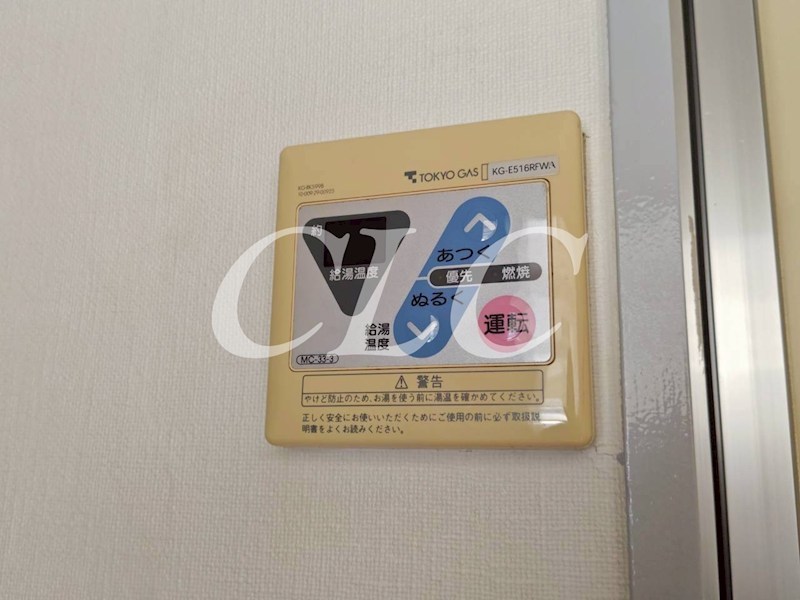 TOKYO GAS KG-E516RFWA
約
給湯温度
あつく
優先 燃焼
ぬるく
給湯
温度
運転
MC-33-3
⚠ 警告
やけど防止のため、お湯を使う前に湯温を確かめてください。
正しく安全にお使いいただくためにご使用の前に必ず取扱説
明書をよくお読みください。
CLC